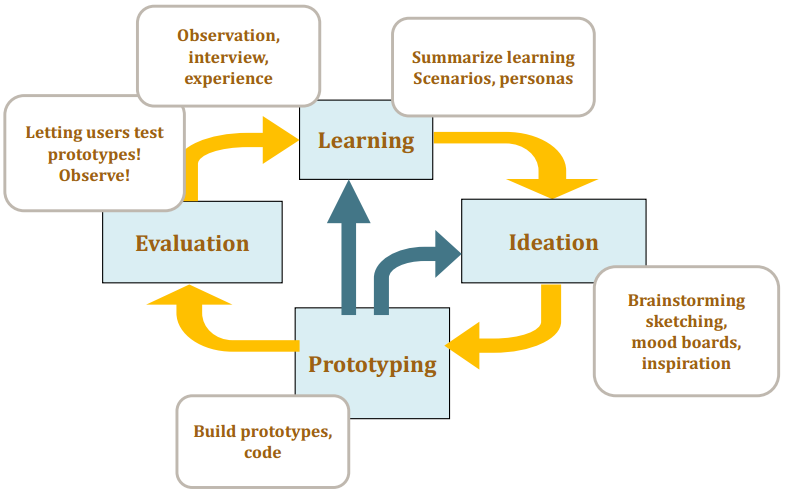 Observation,
interview,
experience
Summarize learning
Scenarios, personas
Letting users test
prototypes!
Observe!
Learning
Evaluation
Ideation
Brainstorming
sketching,
mood boards,
inspiration
Prototyping
Build prototypes,
code